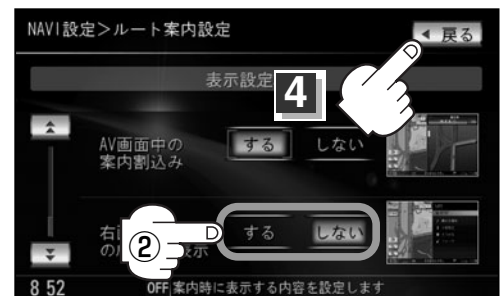 NAVI設定＞ルート案内設定
◀ 戻る
表示設定
4
AV画面中の
案内割込み
する
しない
右
の
表示
②
する
しない
8 52
OFF 案内時に表示する内容を設定します